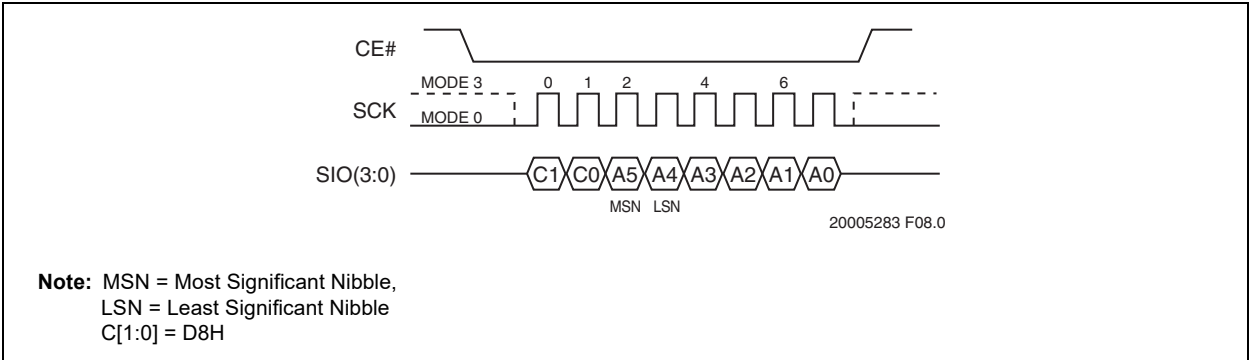 CE#
MODE 3 0 1 2 4 6
SCK
MODE 0
SIO(3:0) C1 C0 A5 A4 A3 A2 A1 A0
MSN LSN
20005283 F08.0
Note: MSN = Most Significant Nibble,
LSN = Least Significant Nibble
C[1:0] = D8H